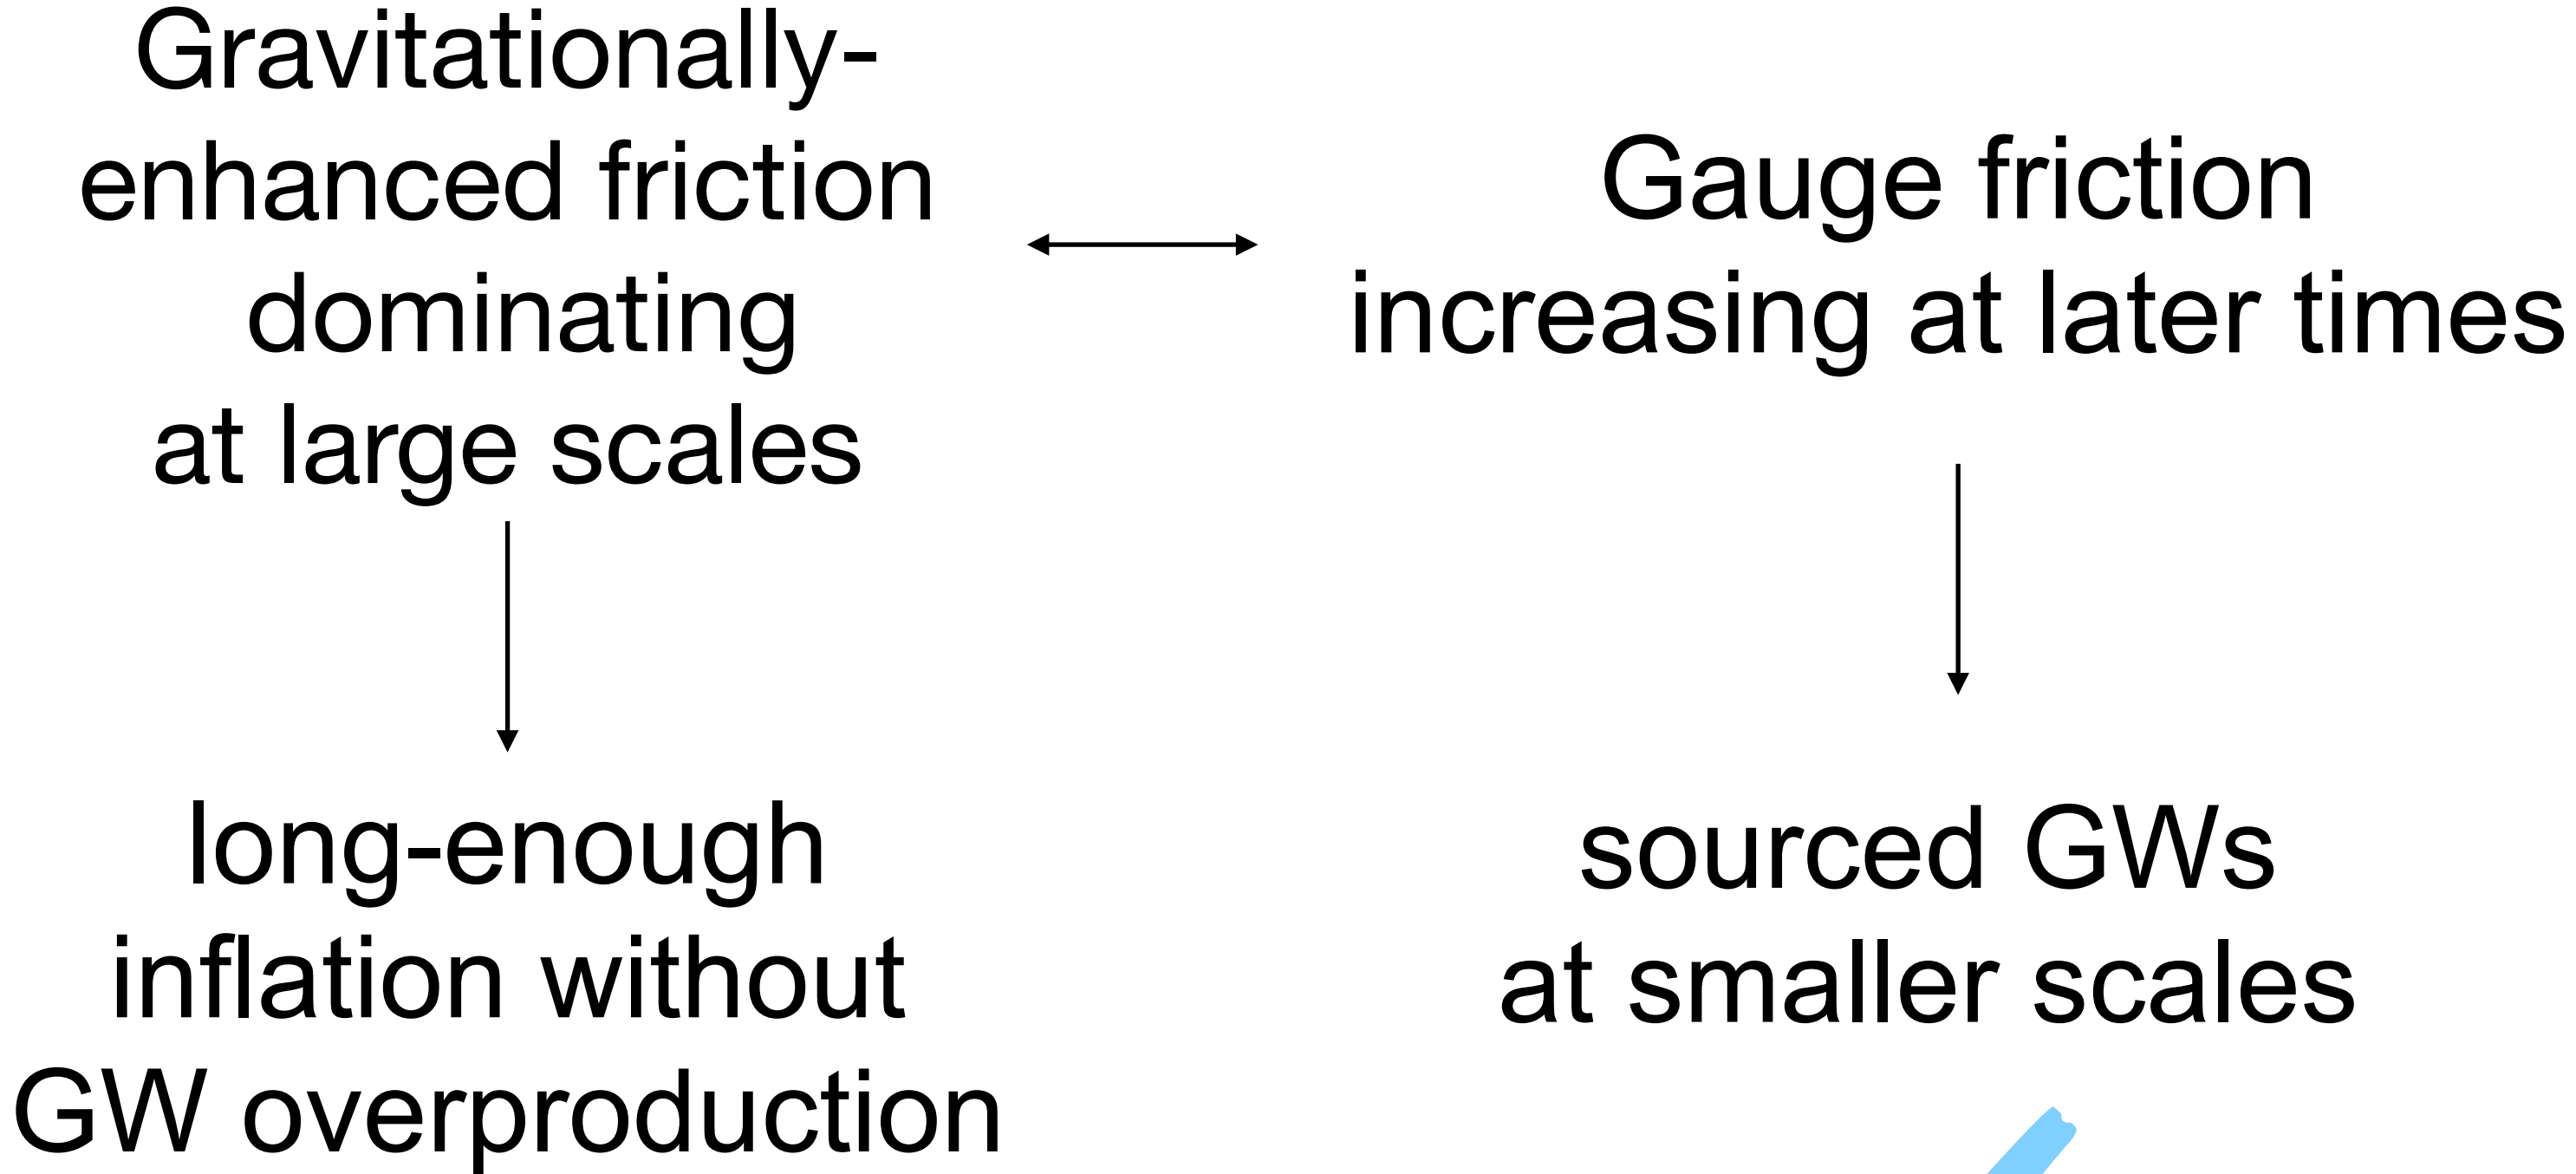 Gravitationally-
enhanced friction
dominating
at large scales
Gauge friction
increasing at later times
long-enough
inflation without
GW overproduction
sourced GWs
at smaller scales